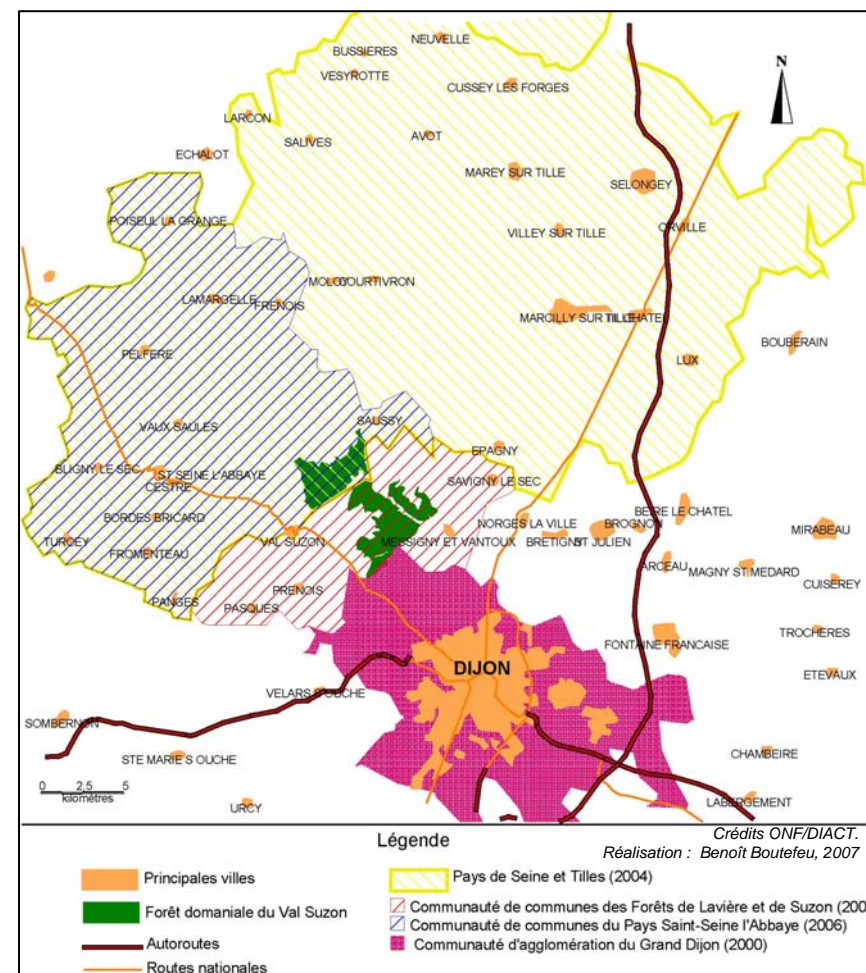 NEUVELLE
BUSSIERES
VESYROTTE
CUSSEY LES FORGES
LARCON
SALIVES
AVOT
ECHALOT
MAREY SUR TILLE
SELONGEY
POISEUL LA GRANGE
VILLEY SUR TILLE
ORVILLE
N
MOLOY
COURTIVRON
LAMARGELLE
FRENOIS
MARCILLY SUR TILLE
TIL CHATEL
BOUBERAIN
PELFERE
LUX
VAUX SAULES
SAUSSY
EPAGNY
BLIGNY LE SEC
ST SEINE L'ABBAYE
CESTRE
SAVIGNY LE SEC
BORDES BRICARD
NORGES LA VILLE
BEIRE LE CHATEL
BROGNON
MIRABEAU
TURCEY
FROMENTEAU
VAL SUZON
MESSIGNY ET VANTOUX
BRETIGNY
ST JULIEN
ARCEAU
MAGNY ST MEDARD
CUISEREY
PANGES
PASQUES
PRENOIS
FONTAINE FRANCAISE
TROCHERES
DIJON
ETEVAUX
VELARS S OUCHE
SOMBERNON
STE MARIE S OUCHE
CHAMBEIRE
0 2,5 5
kilomètres
URCY
LABERGEMENT
Légende
Crédits ONF/DIACT.
Réalisation : Benoît Boutefeu, 2007
Principales villes
Forêt domaniale du Val Suzon
Autoroutes
Routes nationales
Pays de Seine et Tilles (2004)
Communauté de communes des Forêts de Lavière et de Suzon (200
Communauté de communes du Pays Saint-Seine l'Abbaye (2006)
Communauté d'agglomération du Grand Dijon (2000)